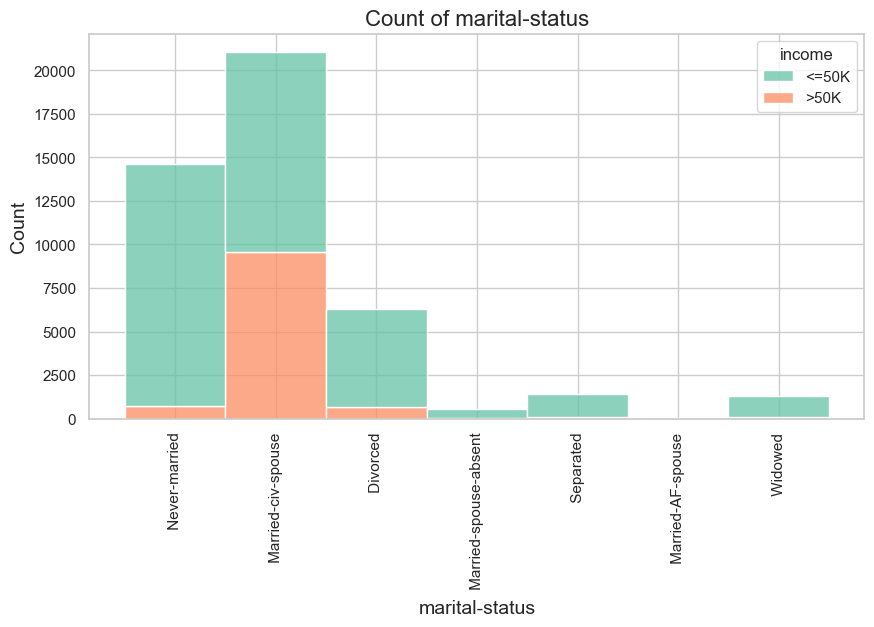 Count of marital-status
income
<=50K
>50K
Count
20000
17500
15000
12500
10000
7500
5000
2500
0
Never-married
Married-civ-spouse
Divorced
Married-spouse-absent
Separated
Married-AF-spouse
Widowed
marital-status